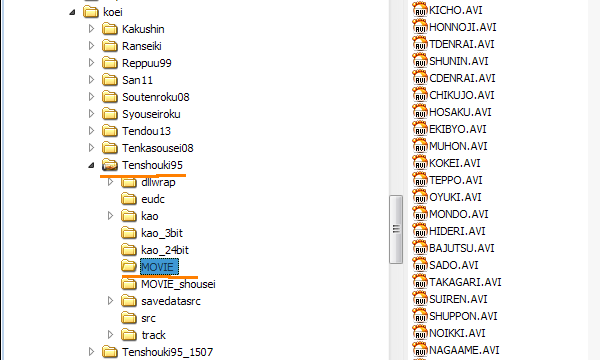 koei
Kakushin
Ranseiki
Reppuu99
San11
Soutenroku08
Syouseiroku
Tendou13
Tenkasousei08
Tenshouki95
dllwrap
eudc
kao
kao_3bit
kao_24bit
MOVIE
MOVIE_shousei
savedatasrc
src
track
Tenshouki95_1507
KICHO.AVI
HONNOJI.AVI
TDENRAI.AVI
SHUNIN.AVI
CDENRAI.AVI
CHIKUJO.AVI
HOSAKU.AVI
EKIBYO.AVI
MUHON.AVI
KOKEI.AVI
TEPPO.AVI
OYUKI.AVI
MONDO.AVI
HIDERI.AVI
BAJUTSU.AVI
SADO.AVI
TAKAGARI.AVI
SUIREN.AVI
SHUPPON.AVI
NOIKKI.AVI
NAGAAME.AVI